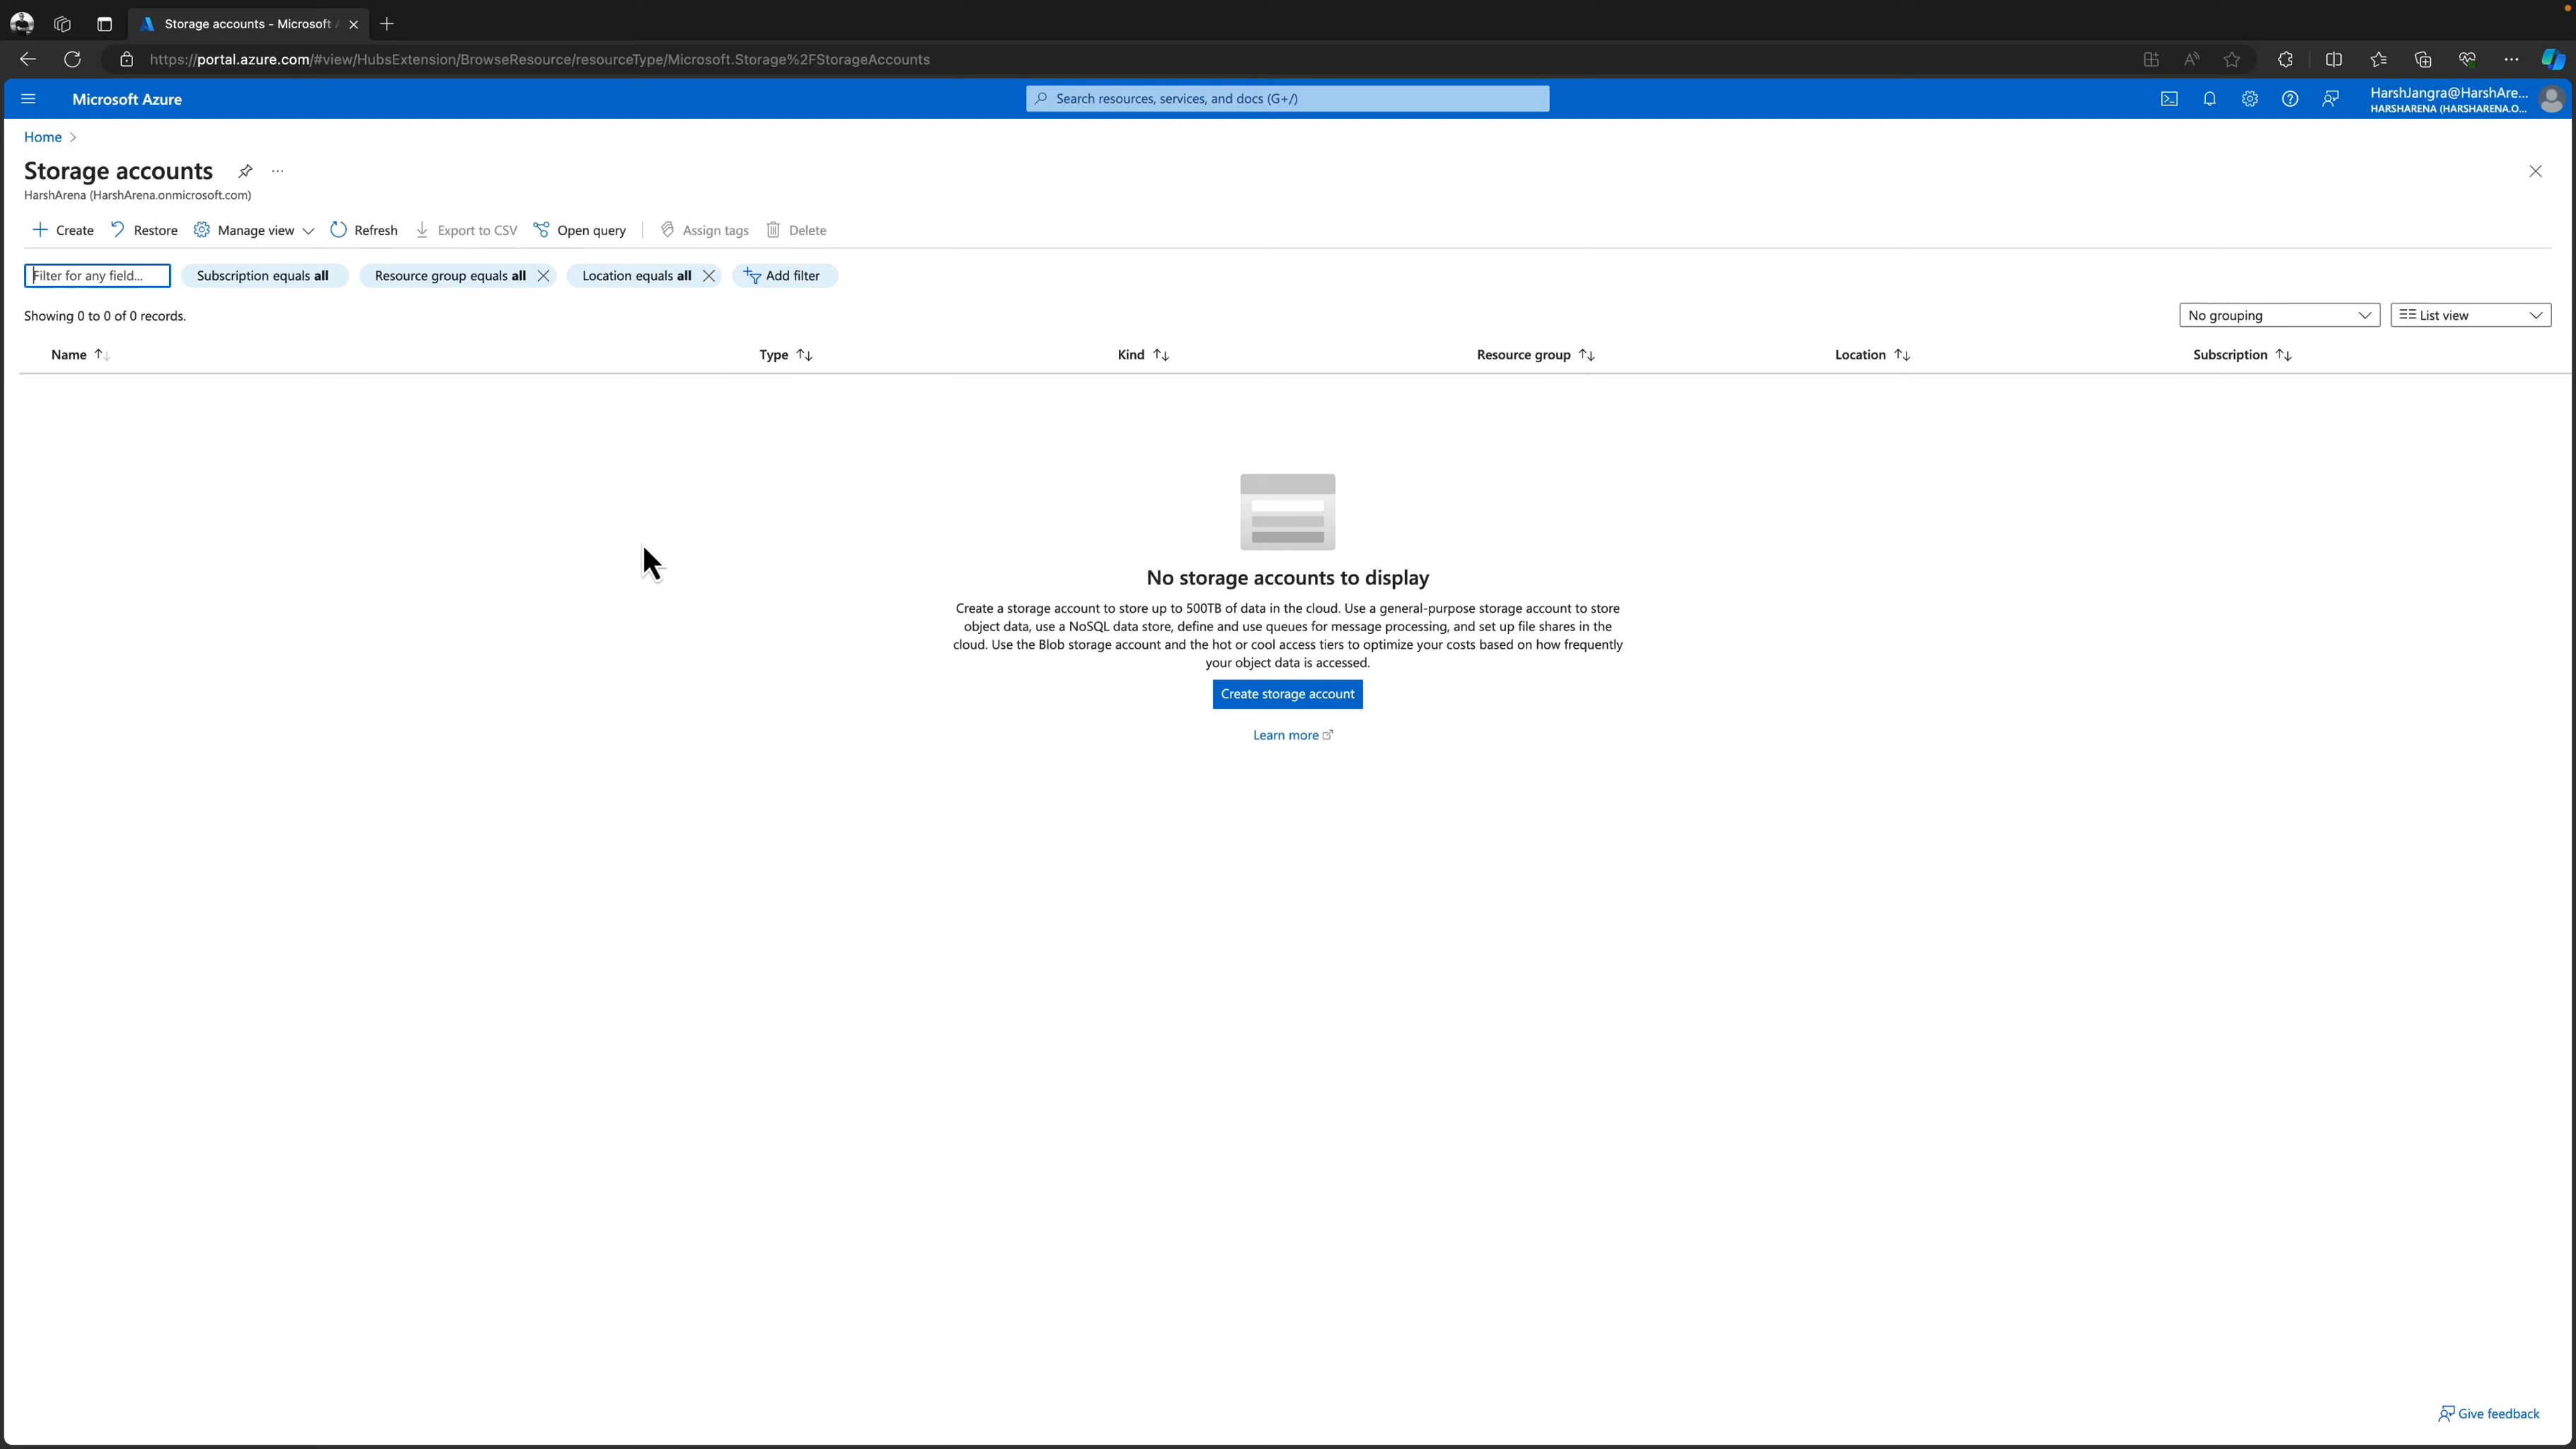 Storage accounts - Microsoft A
https://portal.azure.com/#view/HubsExtension/BrowseResource/resourceType/Microsoft.Storage%2FStorageAccounts
Microsoft Azure
Search resources, services, and docs (G+/)
HarshJangra@HarshAre...
HARSHARENA (HARSHARENA.O...
Home
Storage accounts
HarshArena (HarshArena.onmicrosoft.com)
Create Restore Manage view Refresh Export to CSV Open query Assign tags Delete
Filter for any field... Subscription equals all Resource group equals all Location equals all Add filter
Showing 0 to 0 of 0 records.
No grouping List view
Name Type Kind Resource group Location Subscription
No storage accounts to display
Create a storage account to store up to 500TB of data in the cloud. Use a general-purpose storage account to store
object data, use a NoSQL data store, define and use queues for message processing, and set up file shares in the
cloud. Use the Blob storage account and the hot or cool access tiers to optimize your costs based on how frequently
your object data is accessed.
Create storage account
Learn more
Give feedback